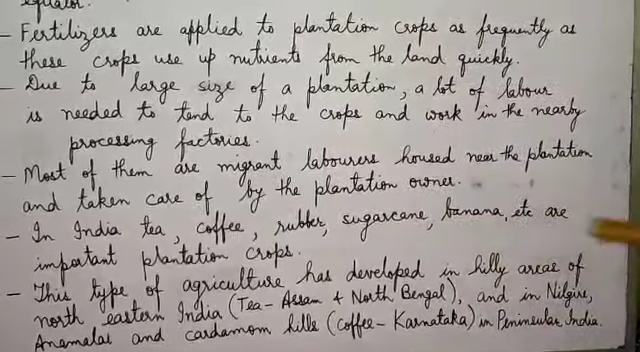 equator.
- Fertilizers are applied to plantation crops as frequently as
these crops use up nutrients from the land quickly.
- Due to large size of a plantation, a lot of labour
is needed to tend to the crops and work in the nearby
processing factories.
- Most of them are migrant labourers housed near the plantation
and taken care of by the plantation owner.
- In India tea, coffee, rubber, sugarcane, banana, etc are
important plantation crops.
- This type of agriculture has developed in hilly areas of
north eastern India (Tea- Assam & North Bengal), and in Nilgiri,
Anamalai and cardamom hills (coffee- Karnataka) in Peninsular India.